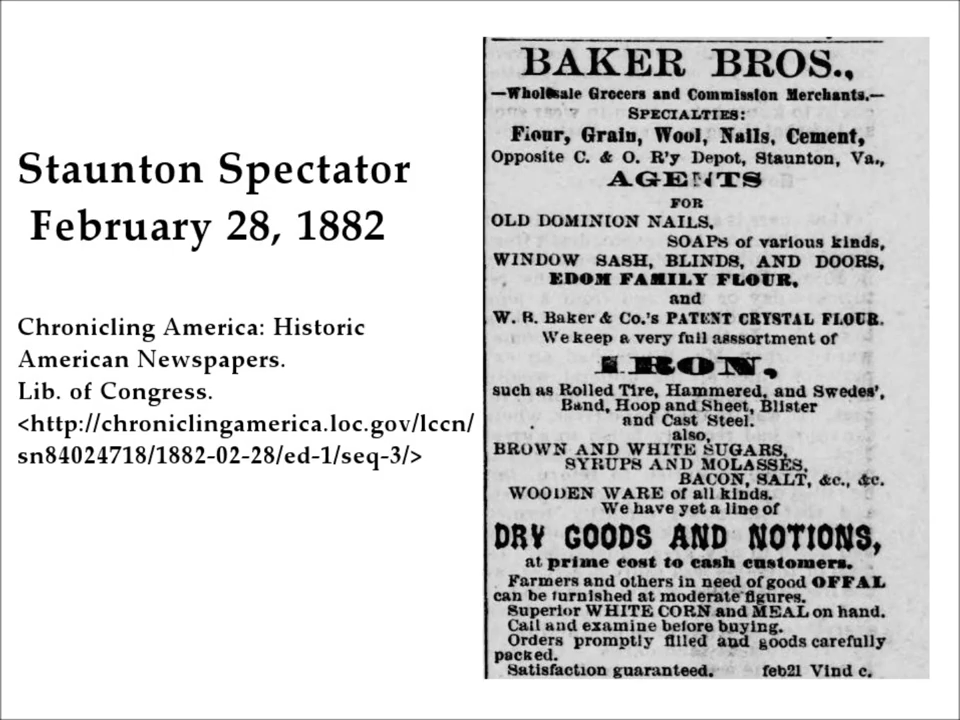 Staunton Spectator
February 28, 1882
Chronicling America: Historic
American Newspapers.
Lib. of Congress.
<http://chroniclingamerica.loc.gov/lccn/
sn84024718/1882-02-28/ed-1/seq-3/>
BAKER BROS.,
—Wholesale Grocers and Commission Merchants.—
SPECIALTIES:
Flour, Grain, Wool, Nails, Cement,
Opposite C. & O. R'y Depot, Staunton, Va.,
AGENTS
FOR
OLD DOMINION NAILS,
SOAPS of various kinds,
WINDOW SASH, BLINDS, AND DOORS,
EDOM FAMILY FLOUR,
and
W. B. Baker & Co.'s PATENT CRYSTAL FLOUR.
We keep a very full asssortment of
IRON,
such as Rolled Tire, Hammered, and Swedes',
Band, Hoop and Sheet, Blister
and Cast Steel.
also,
BROWN AND WHITE SUGARS,
SYRUPS AND MOLASSES,
BACON, SALT, &c., &c.
WOODEN WARE of all kinds.
We have yet a line of
DRY GOODS AND NOTIONS,
at prime cost to cash customers.
Farmers and others in need of good OFFAL
can be furnished at moderate figures.
Superior WHITE CORN and MEAL on hand.
Call and examine before buying.
Orders promptly filled and goods carefully
packed.
Satisfaction guaranteed. feb21 Vind c.